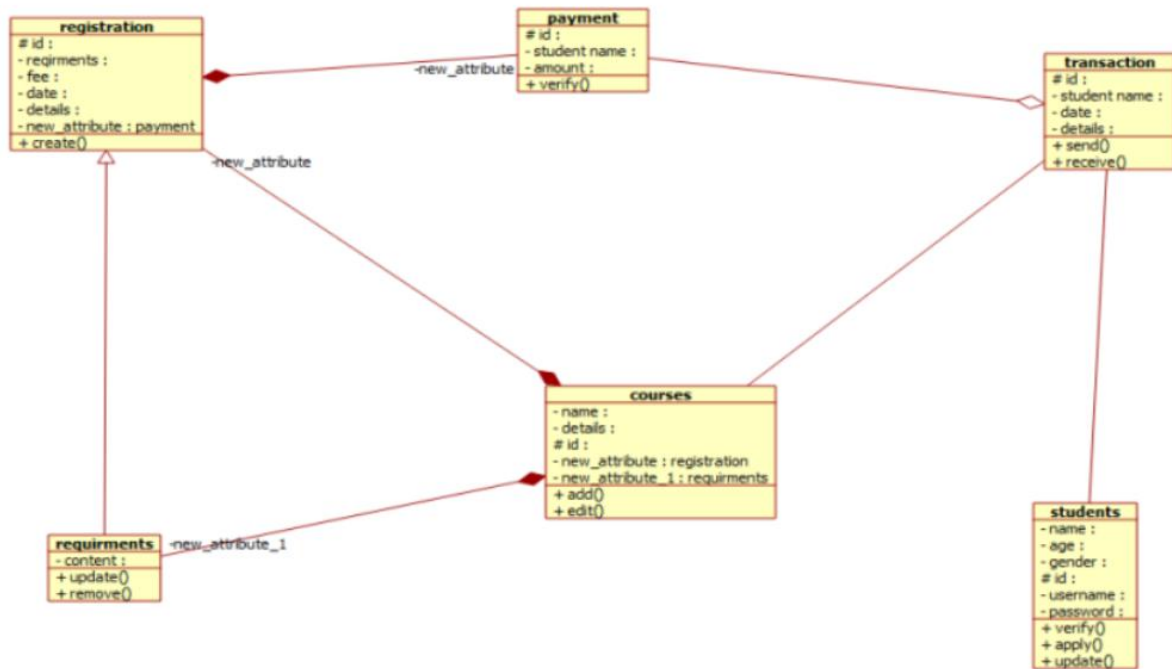 registration
# id :
- reqirments :
- fee :
- date :
- details :
- new_attribute : payment
+ create()
payment
# id :
- student name :
- amount :
+ verify()
-new_attribute
transaction
# id :
- student name :
- date :
- details :
+ send()
+ receive()
-new_attribute
courses
- name :
- details :
# id :
- new_attribute : registration
- new_attribute_1 : requirments
+ add()
+ edit()
requirments
- content :
+ update()
+ remove()
-new_attribute_1
students
- name :
- age :
- gender :
# id :
- username :
- password :
+ verify()
+ apply()
+ update()